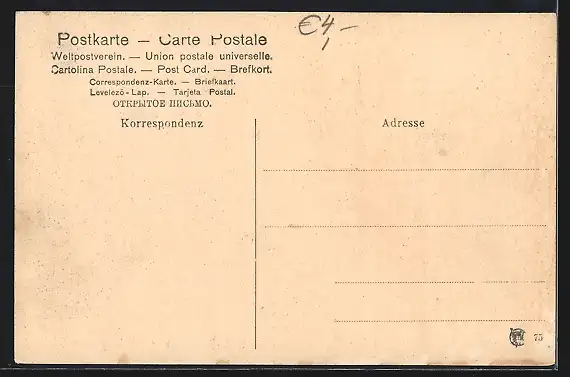 €4,-
Postkarte — Carte Postale
Weltpostverein. — Union postale universelle.
Cartolina Postale. — Post Card. — Brefkort.
Correspondenz-Karte. — Briefkaart.
Levelezö-Lap. — Tarjeta Postal.
ОТКРЫТОЕ ПИСЬМО.
Korrespondenz
Adresse
75